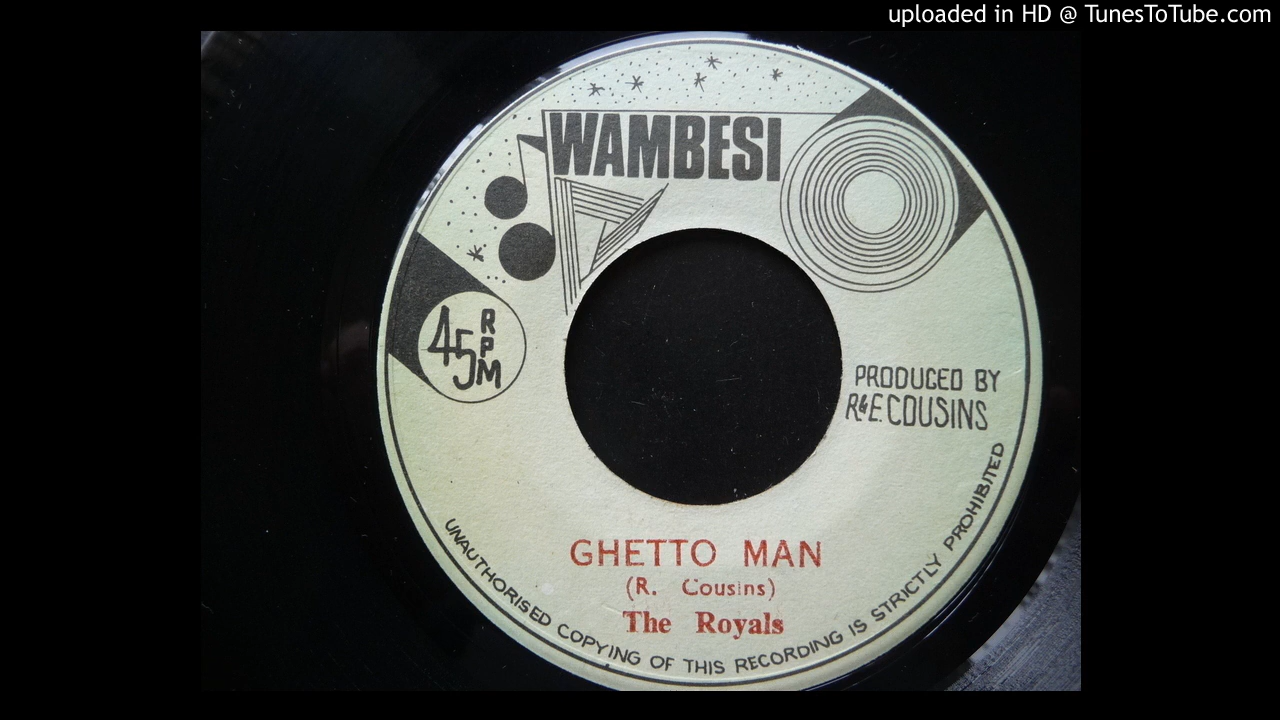 uploaded in HD @ TunesToTube.com
WAMBESI
45 RPM
PRODUCED BY
R&E. COUSINS
GHETTO MAN
(R. Cousins)
The Royals
UNAUTHORISED COPYING OF THIS RECORDING IS STRICTLY PROHIBITED